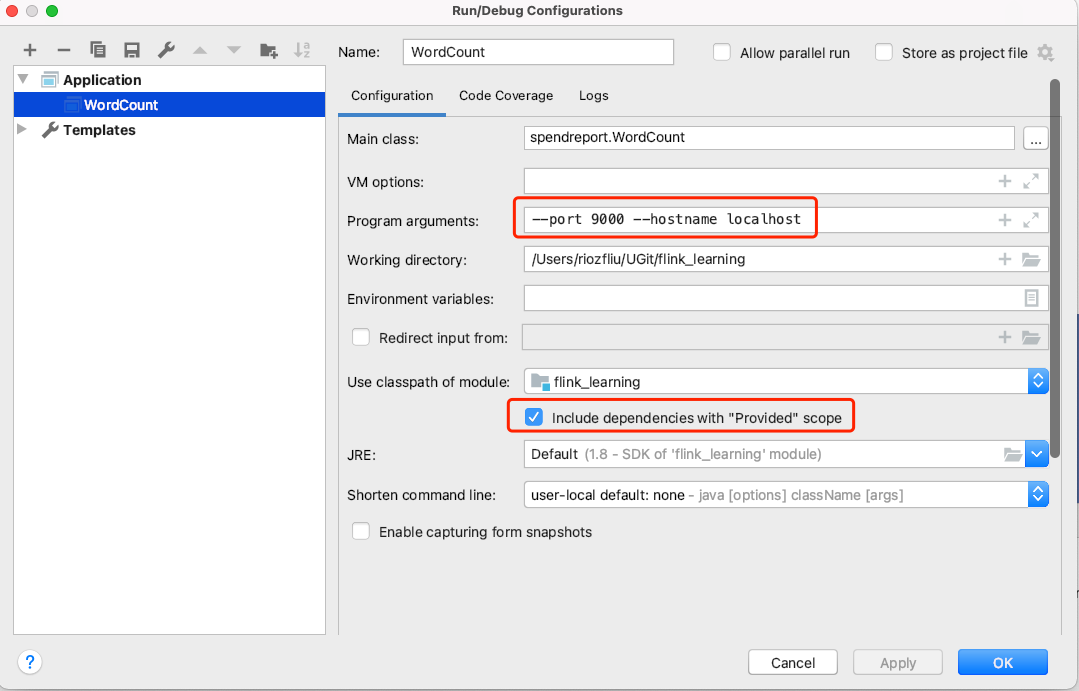 Run/Debug Configurations
Name: WordCount Allow parallel run Store as project file
Application
WordCount
Templates
Configuration Code Coverage Logs
Main class: spendreport.WordCount ...
VM options:
Program arguments: --port 9000 --hostname localhost
Working directory: /Users/riozfliu/UGit/flink_learning
Environment variables:
Redirect input from:
Use classpath of module: flink_learning
Include dependencies with "Provided" scope
JRE: Default (1.8 - SDK of 'flink_learning' module)
Shorten command line: user-local default: none - java [options] className [args]
Enable capturing form snapshots
? Cancel Apply OK